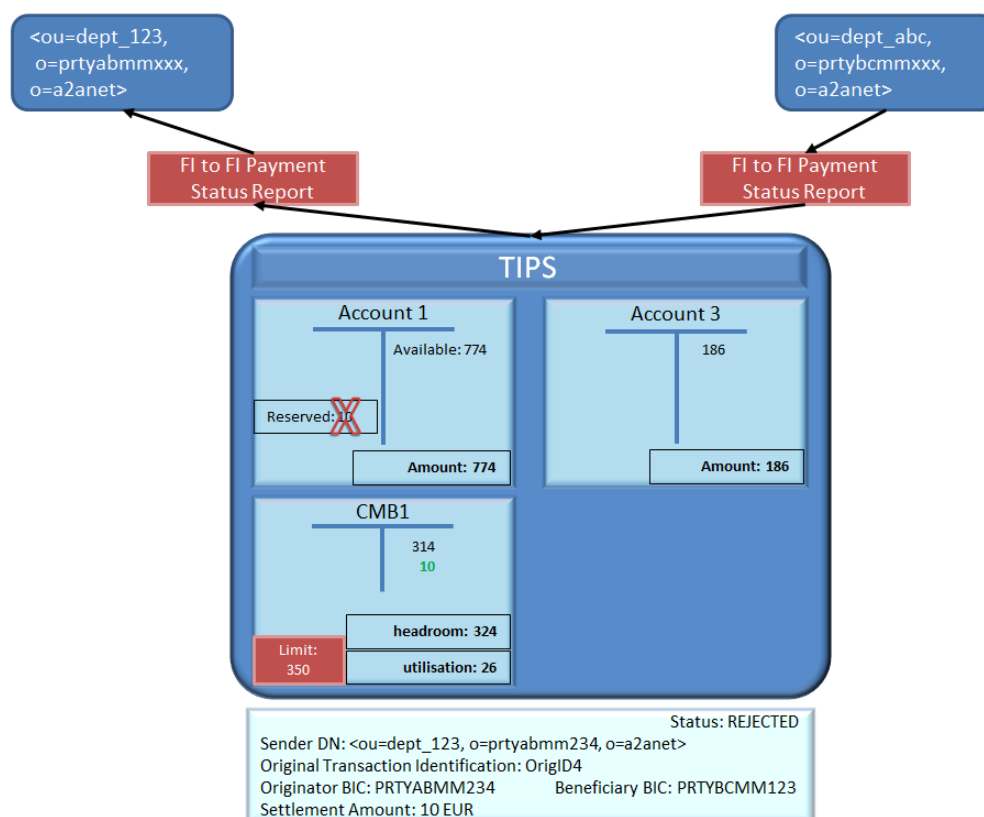 <ou=dept_123,
o=prtyabmmxxx,
o=a2anet>
<ou=dept_abc,
o=prtybcmmxxx,
o=a2anet>
FI to FI Payment
Status Report
FI to FI Payment
Status Report
TIPS
Account 1
Available: 774
Reserved: 10
Amount: 774
Account 3
186
Amount: 186
CMB1
314
10
headroom: 324
Limit:
350
utilisation: 26
Status: REJECTED
Sender DN: <ou=dept_123, o=prtyabmm234, o=a2anet>
Original Transaction Identification: OrigID4
Originator BIC: PRTYABMM234 Beneficiary BIC: PRTYBCMM123
Settlement Amount: 10 EUR